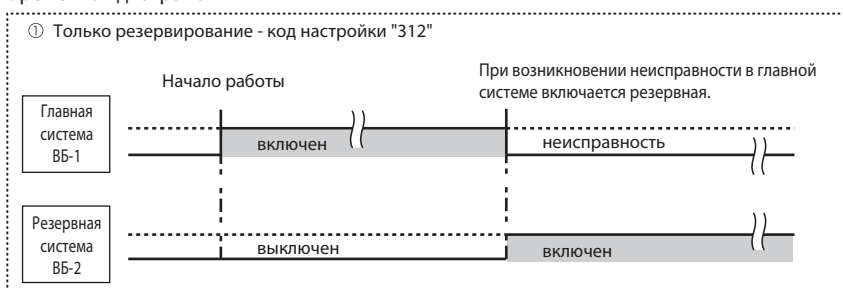 ① Только резервирование - код настройки "312"
Начало работы
При возникновении неисправности в главной
системе включается резервная.
Главная
система
ВБ-1
включен
неисправность
Резервная
система
ВБ-2
выключен
включен